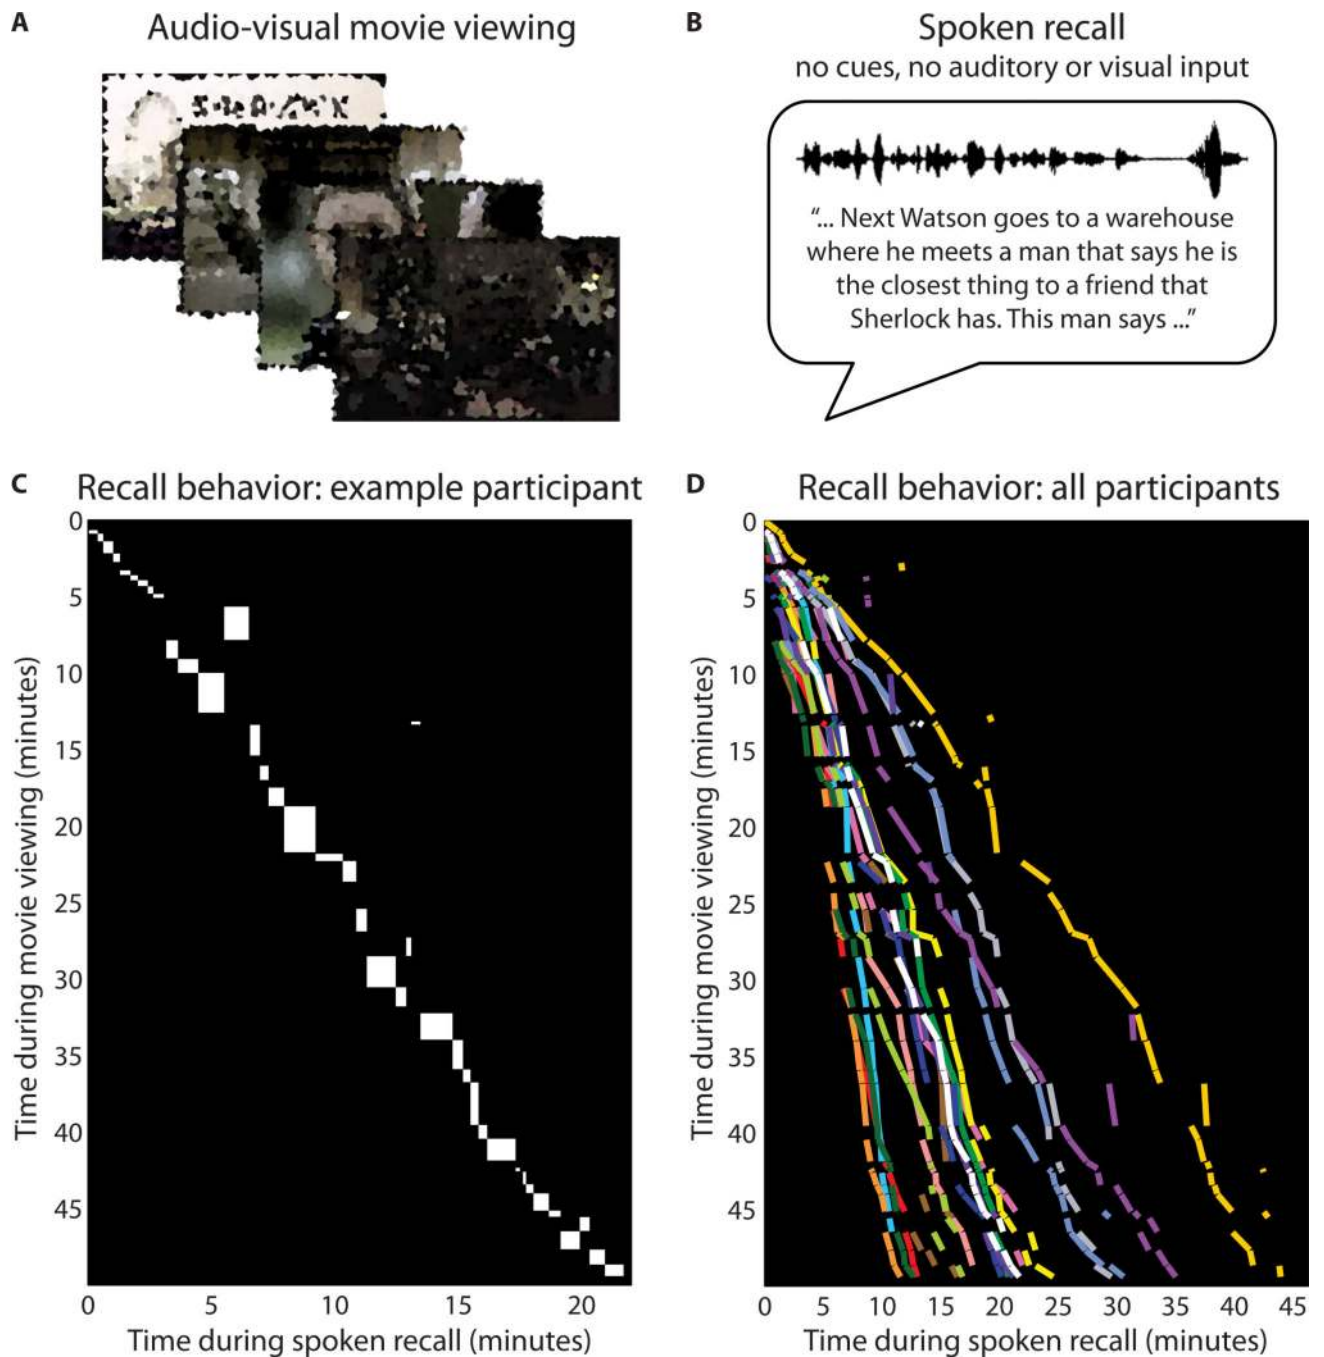 A
Audio-visual movie viewing
B
Spoken recall
no cues, no auditory or visual input
“... Next Watson goes to a warehouse
where he meets a man that says he is
the closest thing to a friend that
Sherlock has. This man says ...”
C
Recall behavior: example participant
0
5
10
15
20
25
30
35
40
45
Time during movie viewing (minutes)
0 5 10 15 20
Time during spoken recall (minutes)
D
Recall behavior: all participants
0
5
10
15
20
25
30
35
40
45
Time during movie viewing (minutes)
0 5 10 15 20 25 30 35 40 45
Time during spoken recall (minutes)